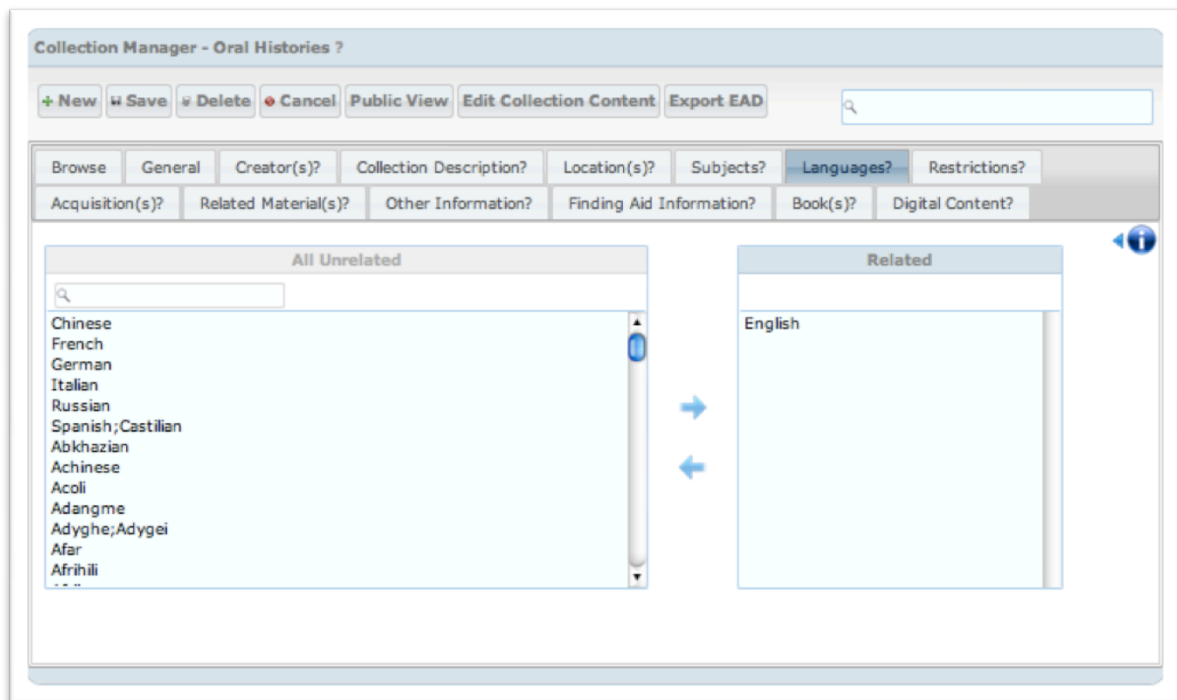 Collection Manager - Oral Histories ?
New Save Delete Cancel Public View Edit Collection Content Export EAD
Browse General Creator(s)? Collection Description? Location(s)? Subjects? Languages? Restrictions?
Acquisition(s)? Related Material(s)? Other Information? Finding Aid Information? Book(s)? Digital Content?
All Unrelated
Related
Chinese
English
French
German
Italian
Russian
Spanish;Castilian
Abkhazian
Achinese
Acoli
Adangme
Adyghe;Adygei
Afar
Afrihili